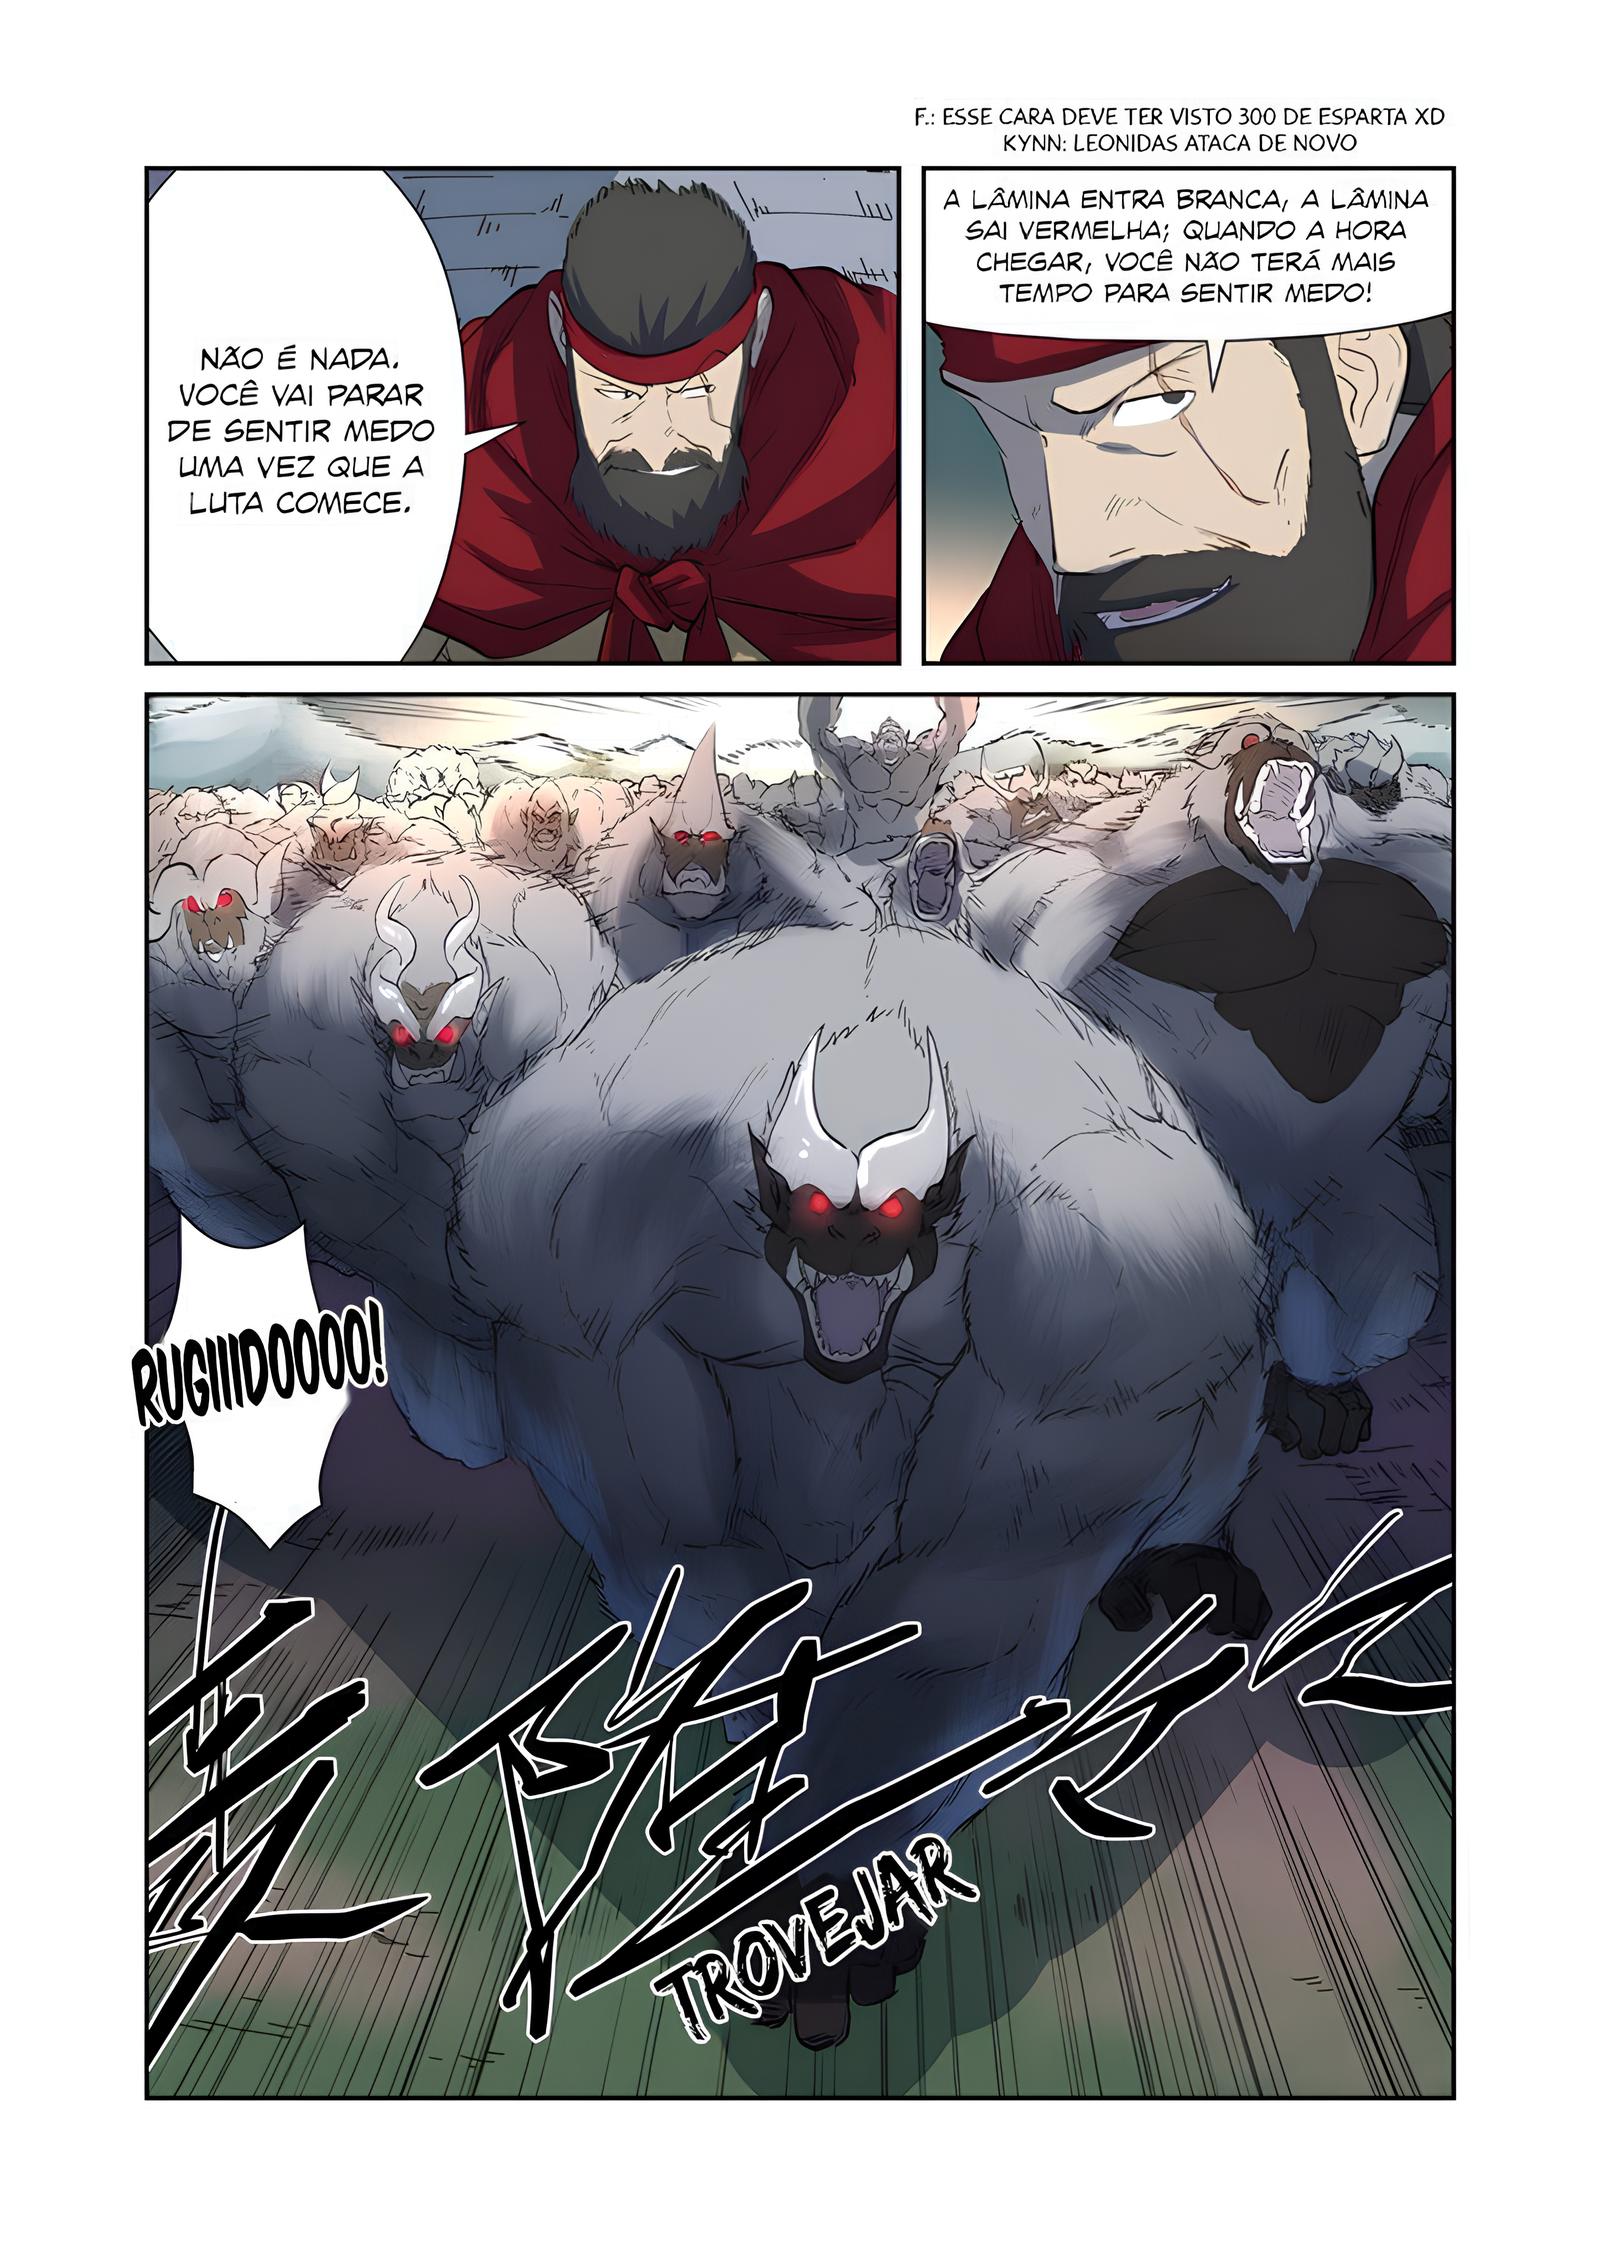 F.: ESSE CARA DEVE TER VISTO 300 DE ESPARTA XD
KYNN: LEONIDAS ATACA DE NOVO
NÃO É NADA.
VOCÊ VAI PARAR
DE SENTIR MEDO
UMA VEZ QUE A
LUTA COMECE.
A LÂMINA ENTRA BRANCA, A LÂMINA
SAI VERMELHA; QUANDO A HORA
CHEGAR, VOCÊ NÃO TERÁ MAIS
TEMPO PARA SENTIR MEDO!
RUGIIIDOOOO!
TROVEJAR